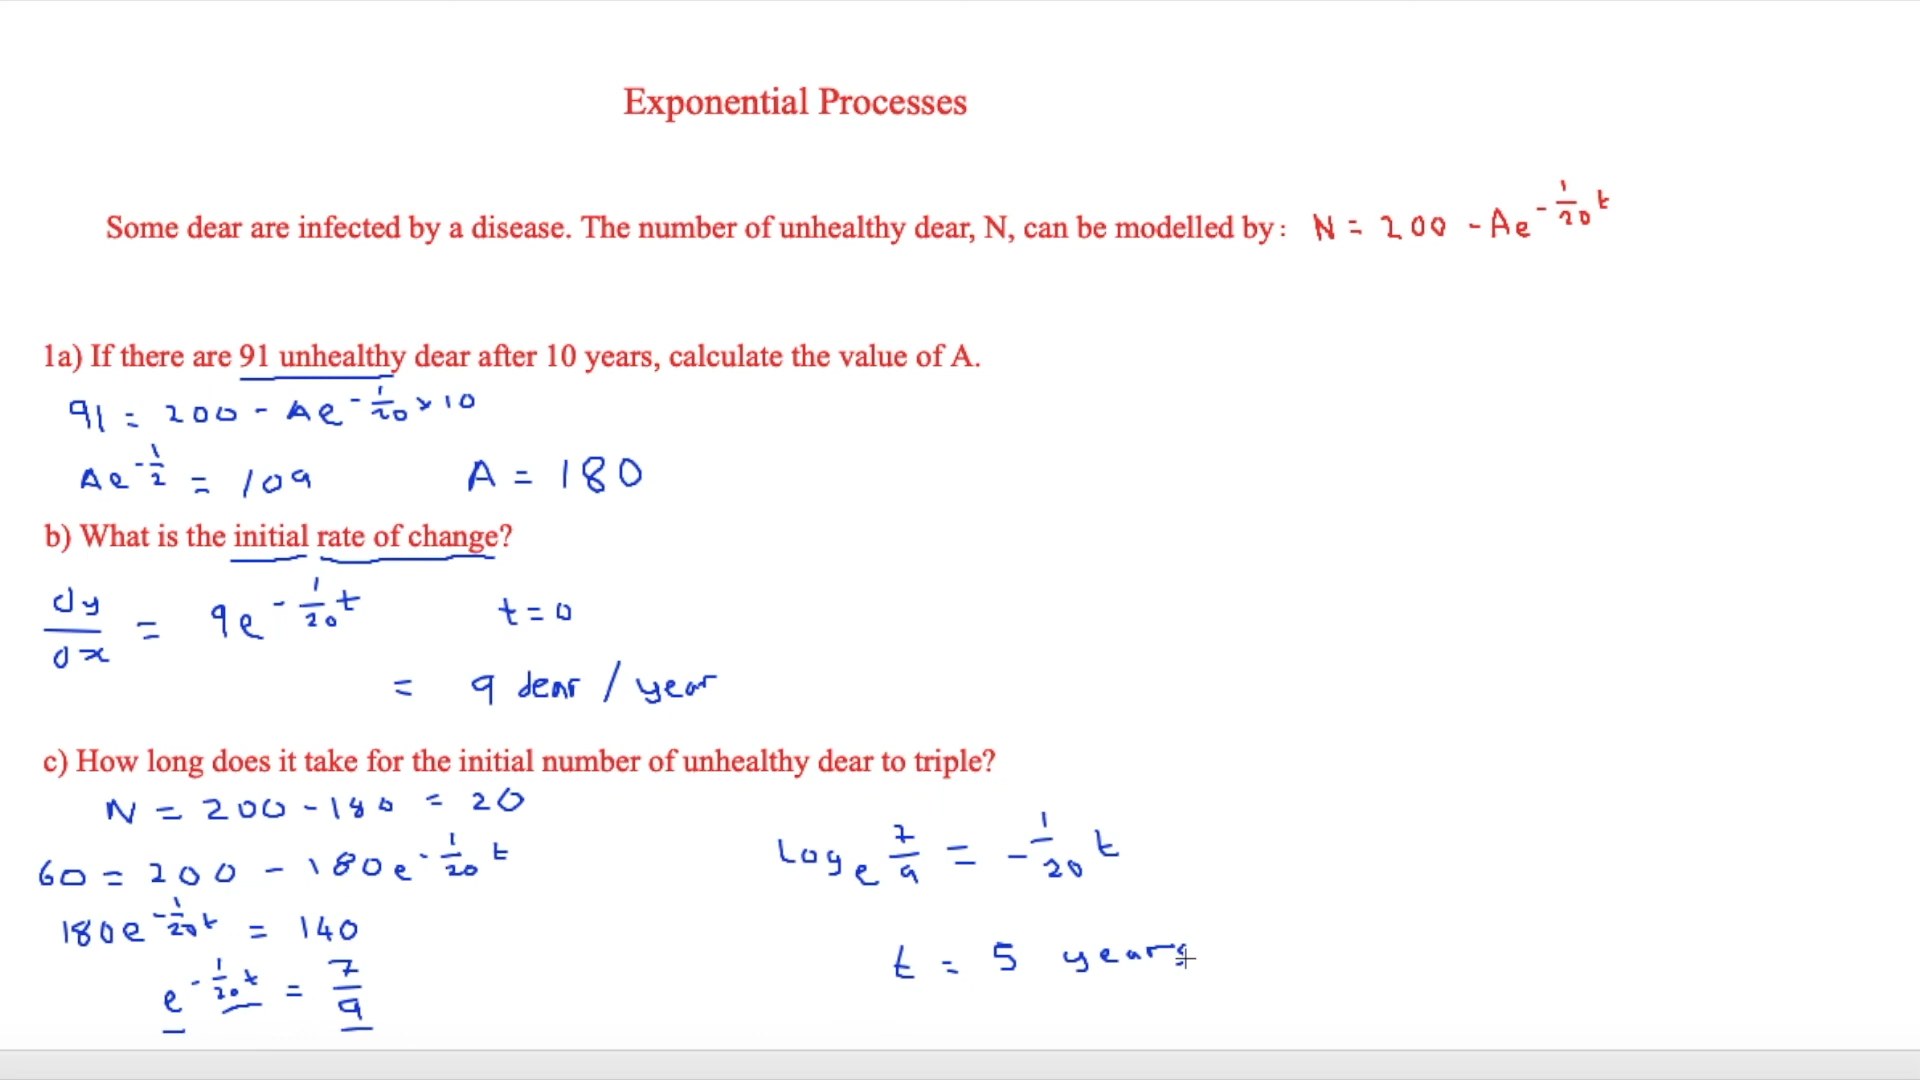 Exponential Processes
Some dear are infected by a disease. The number of unhealthy dear, N, can be modelled by: N = 200 - Ae^{-1/20 t}
1a) If there are 91 unhealthy dear after 10 years, calculate the value of A.
91 = 200 - Ae^{-1/20 × 10}
Ae^{-1/2} = 109 A = 180
b) What is the initial rate of change?
dy/dx = 9e^{-1/20 t} t = 0
= 9 dear / year
c) How long does it take for the initial number of unhealthy dear to triple?
N = 200 - 180 = 20
60 = 200 - 180e^{-1/20 t}
180e^{-1/20 t} = 140
e^{-1/20 t} = 7/9
log_e 7/9 = -1/20 t
t = 5 years